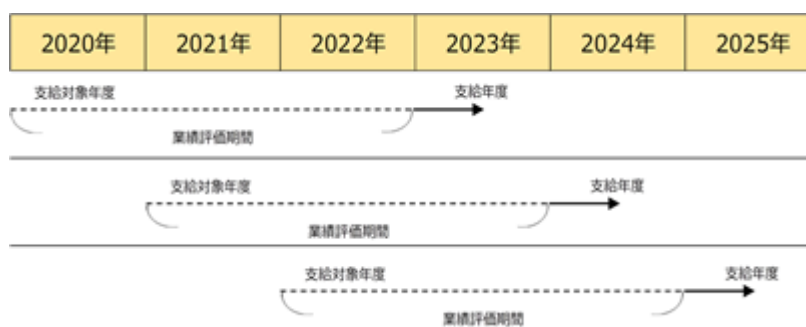 2020年 2021年 2022年 2023年 2024年 2025年
支給対象年度 支給年度
業績評価期間
支給対象年度 支給年度
業績評価期間
支給対象年度 支給年度
業績評価期間